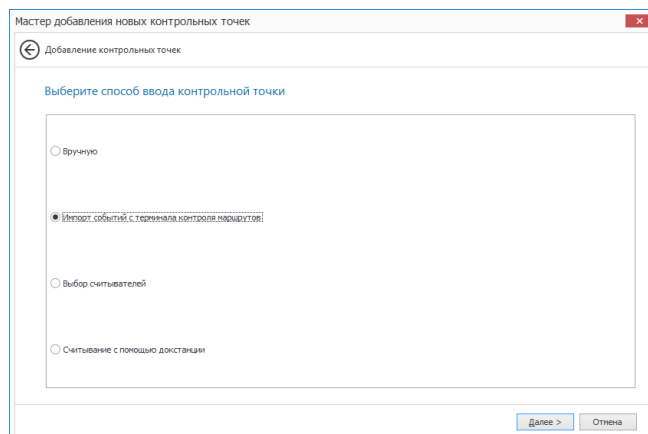 Мастер добавления новых контрольных точек
Добавление контрольных точек
Выберите способ ввода контрольной точки
Вручную
Импорт событий с терминала контроля маршрутов
Выбор считывателей
Считывание с помощью докстанции
Далее > Отмена